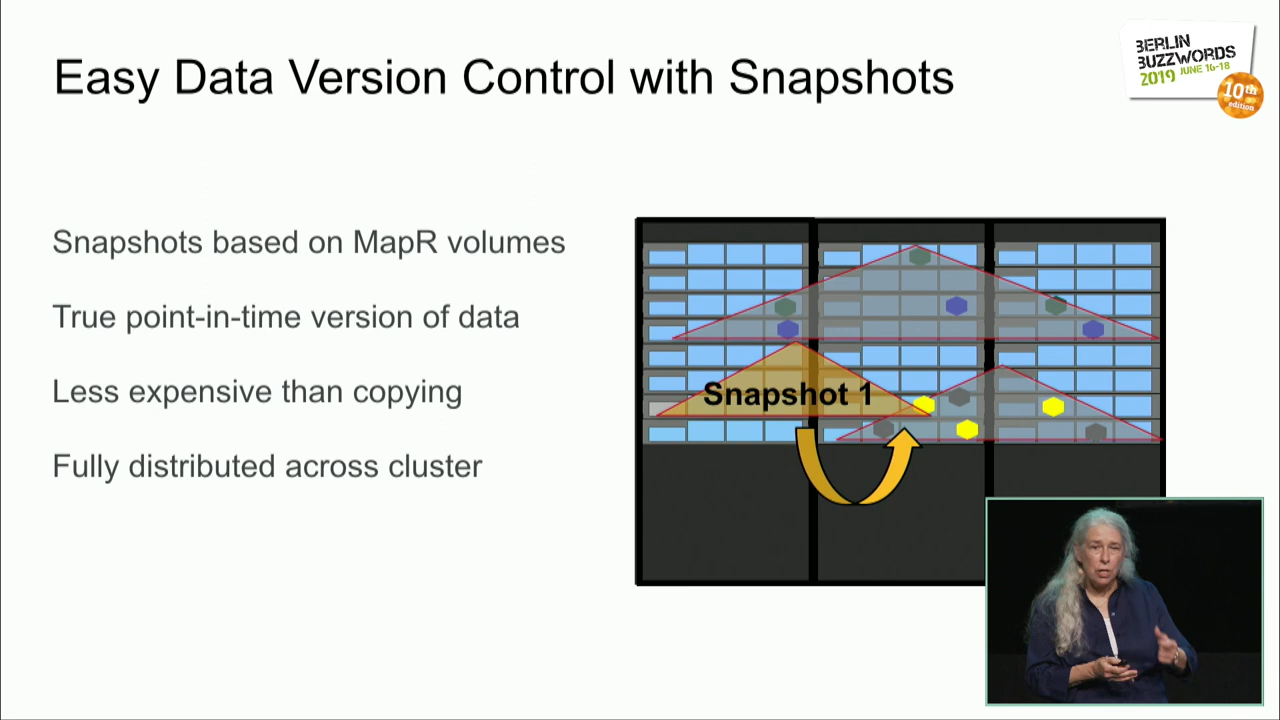 Easy Data Version Control with Snapshots
BERLIN
BUZZWORDS
2019 JUNE 16-18
10th
edition
Snapshots based on MapR volumes
True point-in-time version of data
Less expensive than copying
Fully distributed across cluster
Snapshot 1